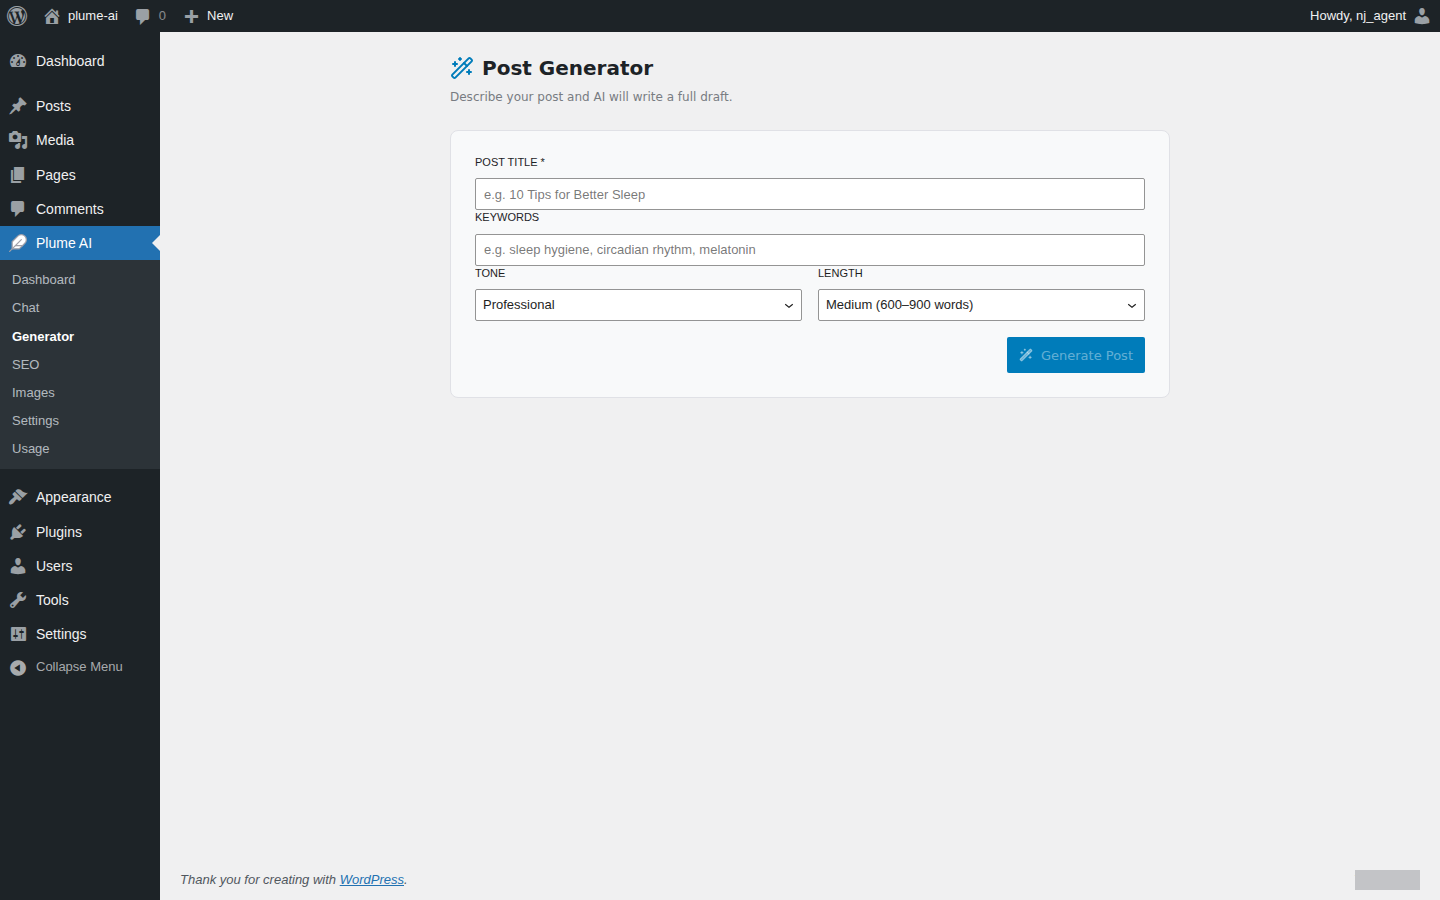 plume-ai 0 New Howdy, nj_agent
Dashboard
Posts
Media
Pages
Comments
Plume AI
Dashboard
Chat
Generator
SEO
Images
Settings
Usage
Appearance
Plugins
Users
Tools
Settings
Collapse Menu
Post Generator
Describe your post and AI will write a full draft.
POST TITLE *
e.g. 10 Tips for Better Sleep
KEYWORDS
e.g. sleep hygiene, circadian rhythm, melatonin
TONE LENGTH
Professional Medium (600–900 words)
Generate Post
Thank you for creating with WordPress.